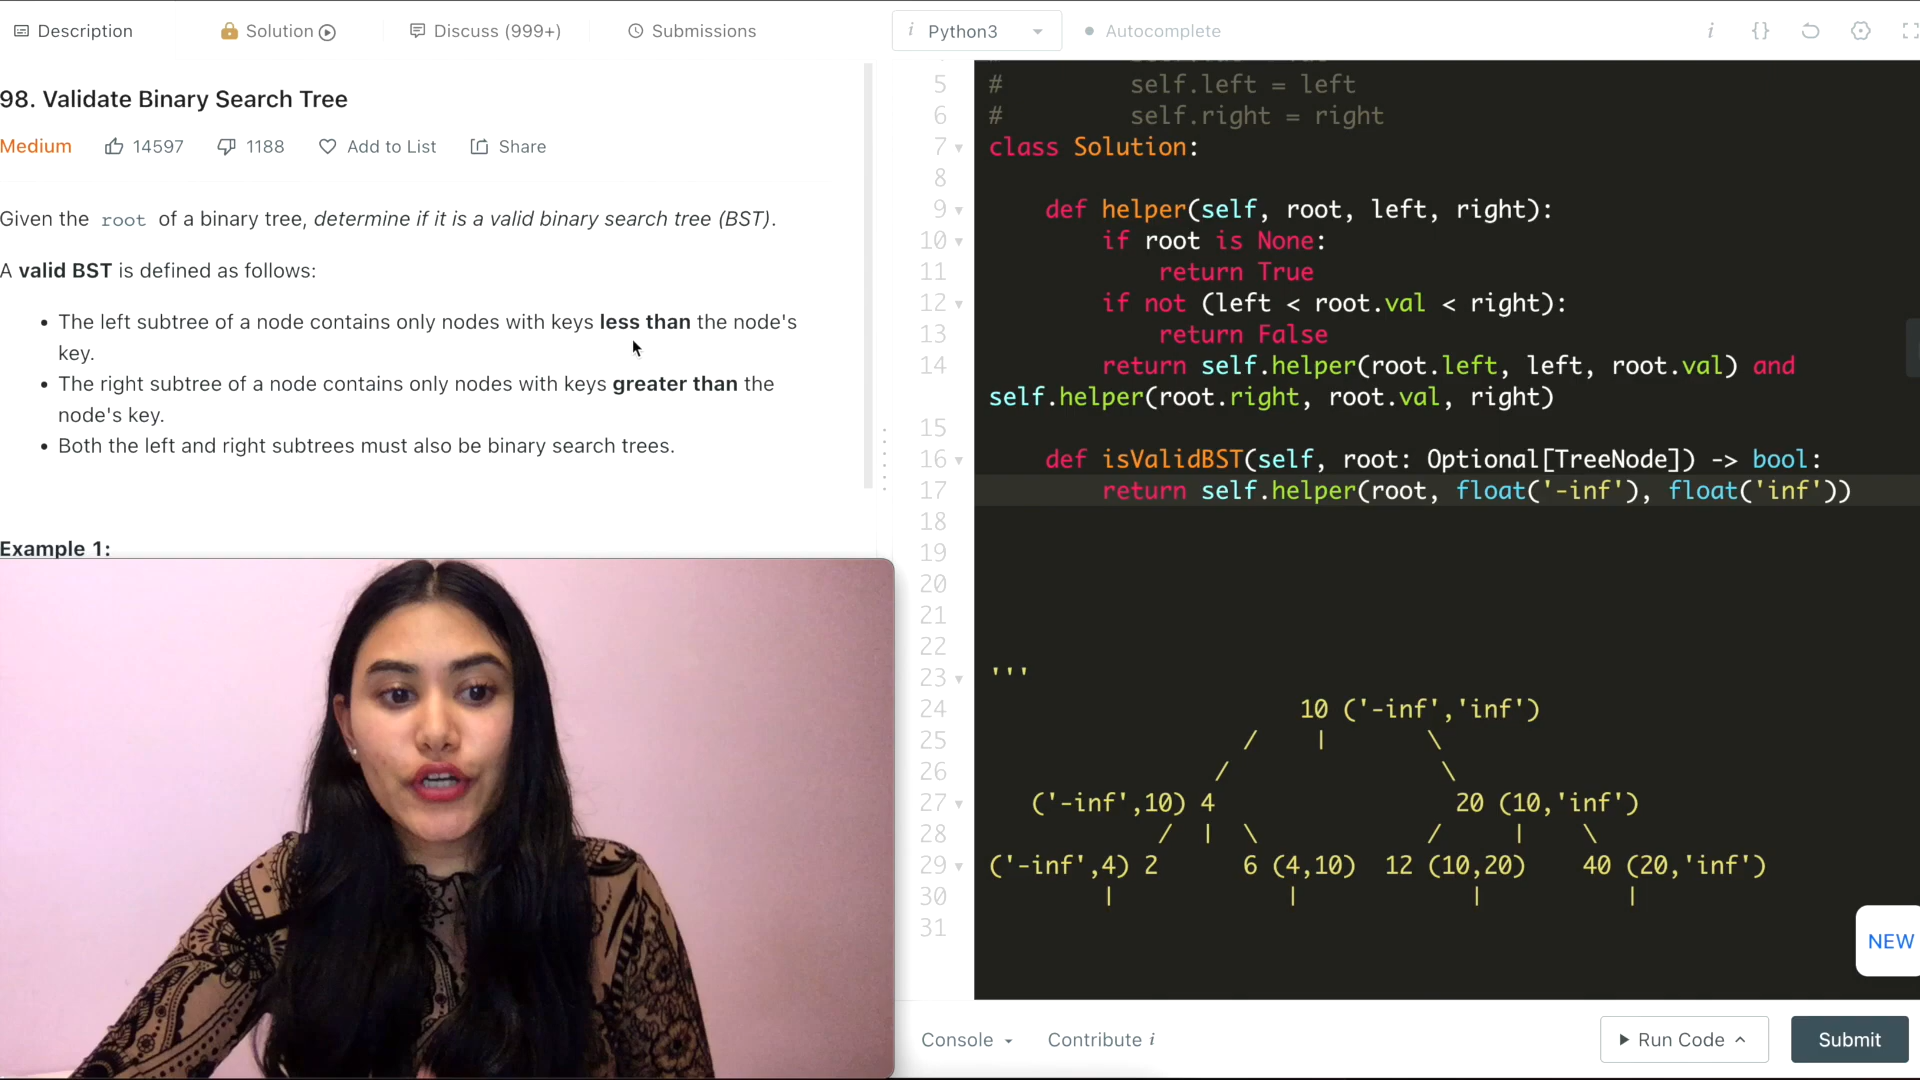 Description
Solution
Discuss (999+)
Submissions
i Python3
Autocomplete
i {}
98. Validate Binary Search Tree
Medium 14597 1188 Add to List Share
Given the root of a binary tree, determine if it is a valid binary search tree (BST).
A valid BST is defined as follows:
• The left subtree of a node contains only nodes with keys less than the node's
key.
• The right subtree of a node contains only nodes with keys greater than the
node's key.
• Both the left and right subtrees must also be binary search trees.
Example 1:
5 # self.left = left
6 # self.right = right
7 class Solution:
8
9 def helper(self, root, left, right):
10 if root is None:
11 return True
12 if not (left < root.val < right):
13 return False
14 return self.helper(root.left, left, root.val) and
self.helper(root.right, root.val, right)
15
16 def isValidBST(self, root: Optional[TreeNode]) -> bool:
17 return self.helper(root, float('-inf'), float('inf'))
18
19
20
21
22
23 '''
24 10 ('-inf','inf')
25 / | \
26 / \
27 ('-inf',10) 4 20 (10,'inf')
28 / | \ / | \
29 ('-inf',4) 2 6 (4,10) 12 (10,20) 40 (20,'inf')
30 | | | |
31
NEW
Console
Contribute i
Run Code
Submit